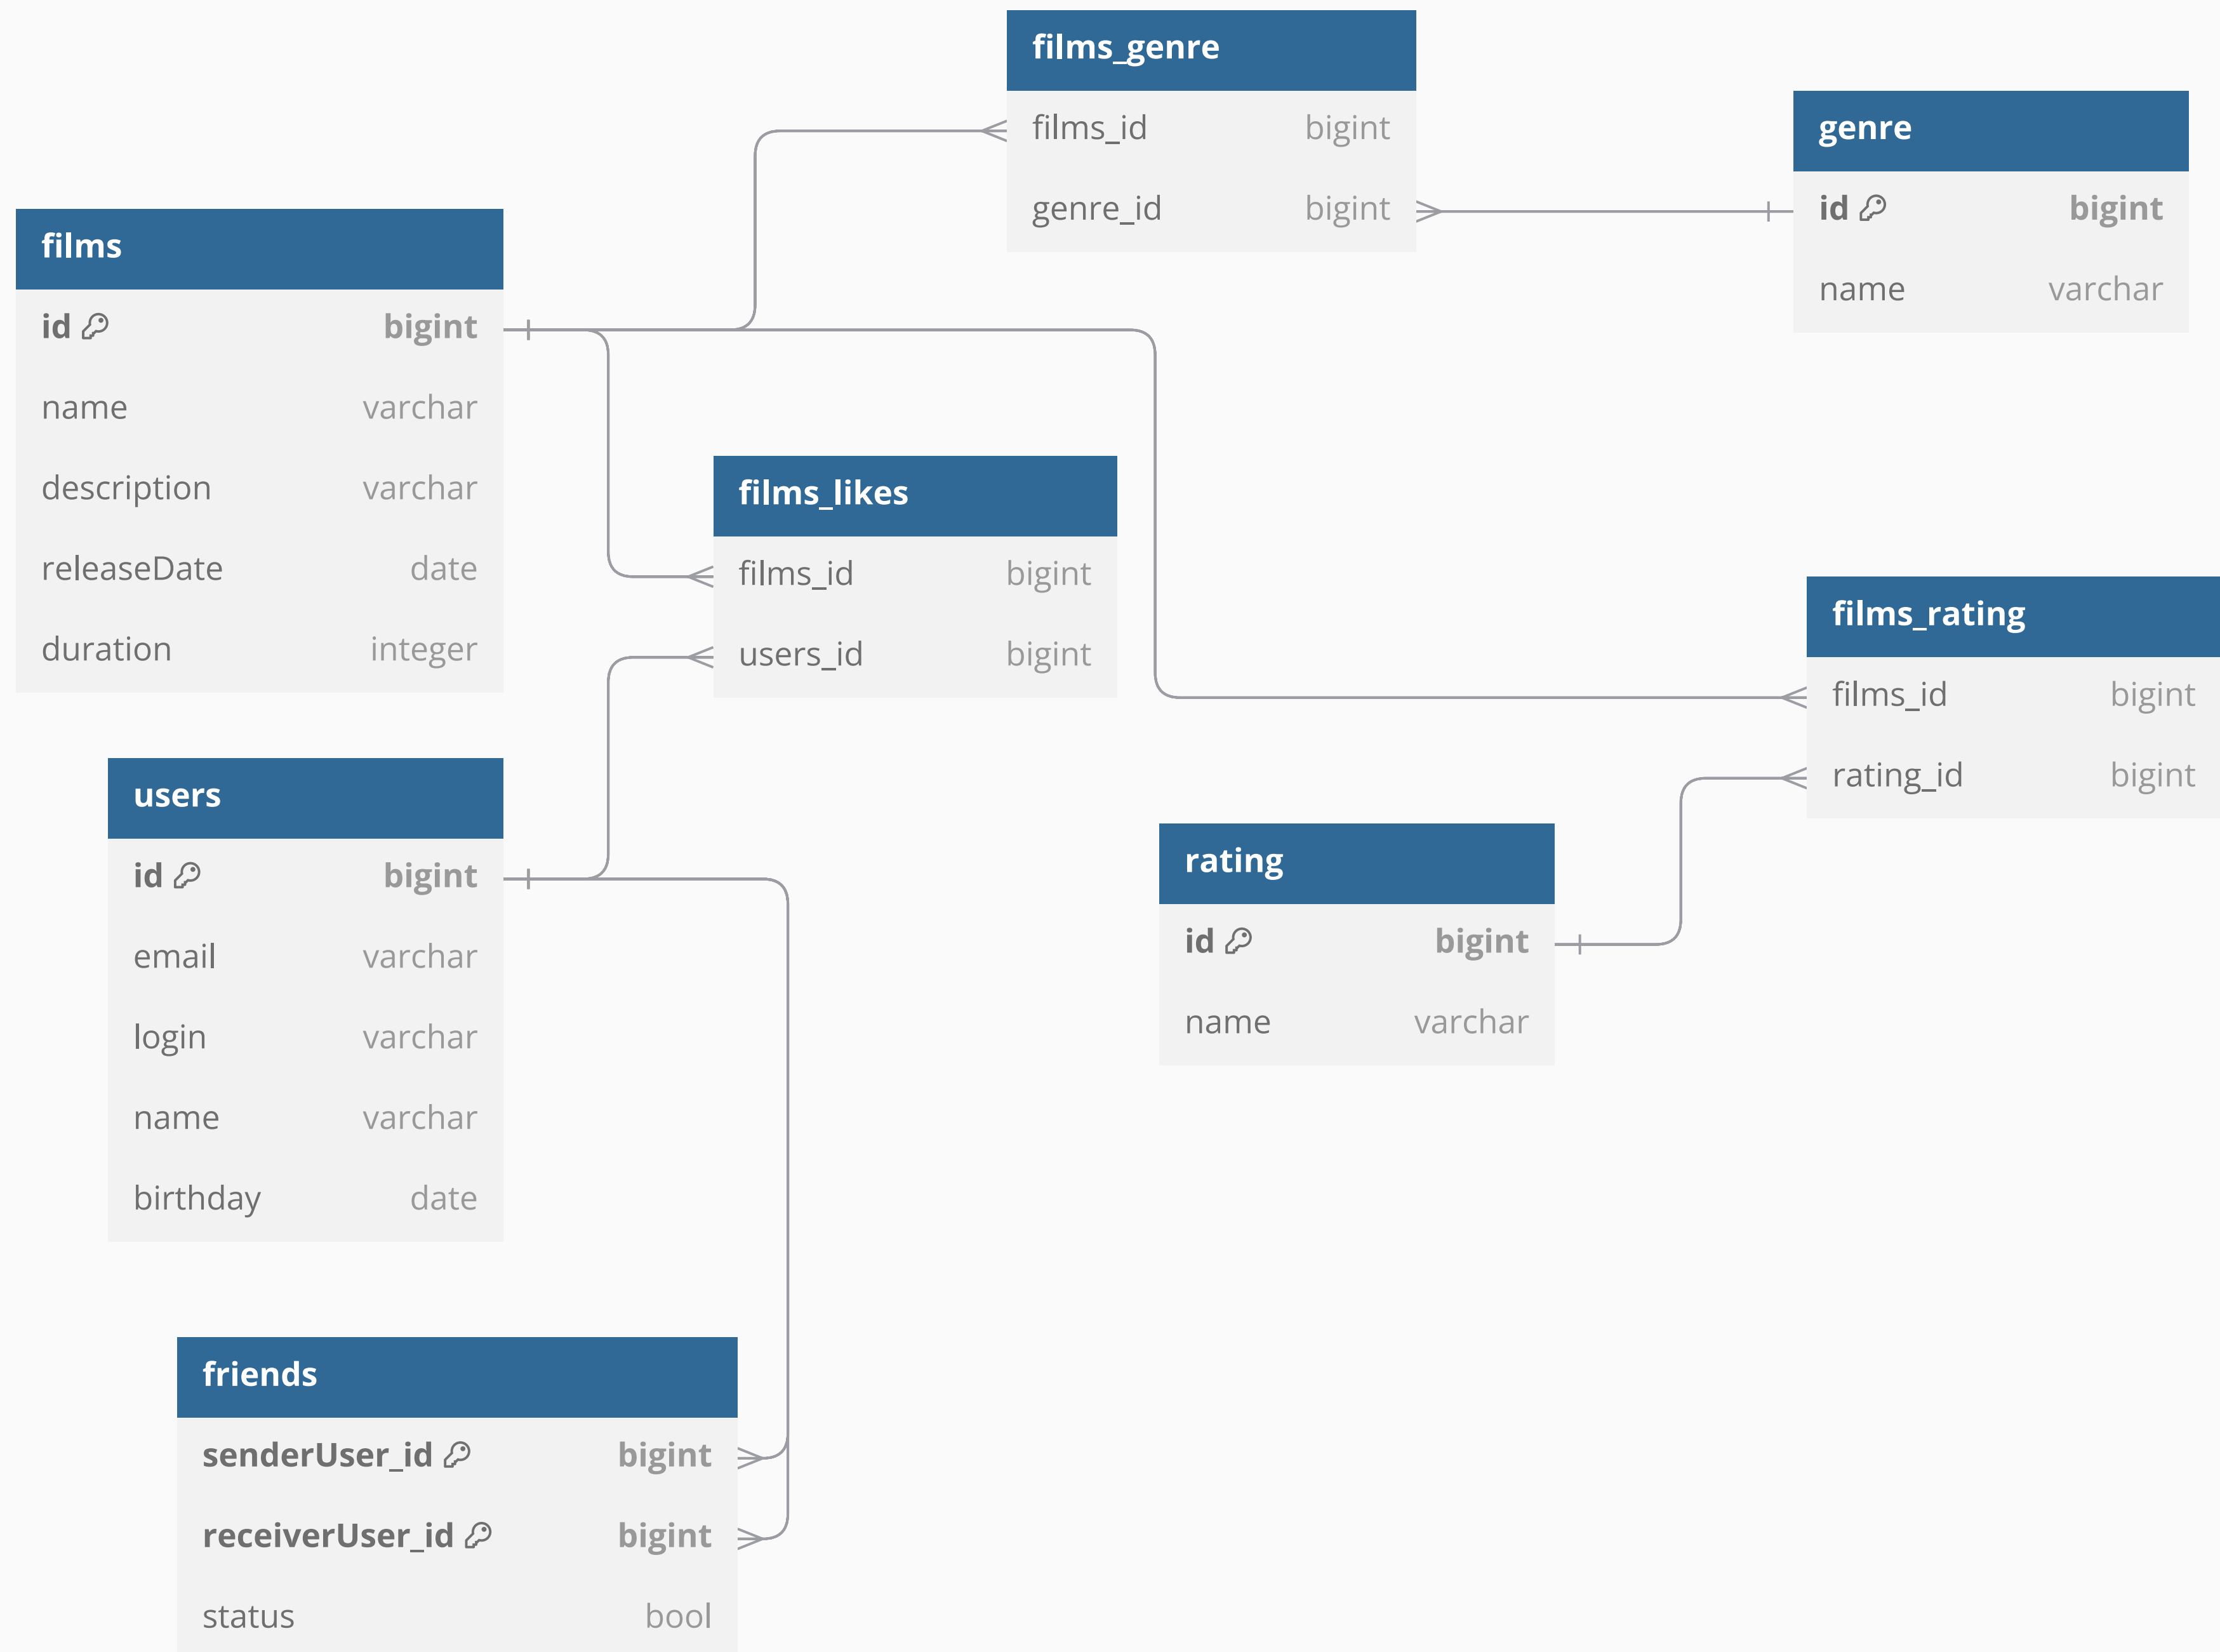 films_genre
films_id bigint
genre_id bigint
genre
id bigint
name varchar
films
id bigint
name varchar
description varchar
releaseDate date
duration integer
films_likes
films_id bigint
users_id bigint
films_rating
films_id bigint
rating_id bigint
users
id bigint
email varchar
login varchar
name varchar
birthday date
rating
id bigint
name varchar
friends
senderUser_id bigint
receiverUser_id bigint
status bool